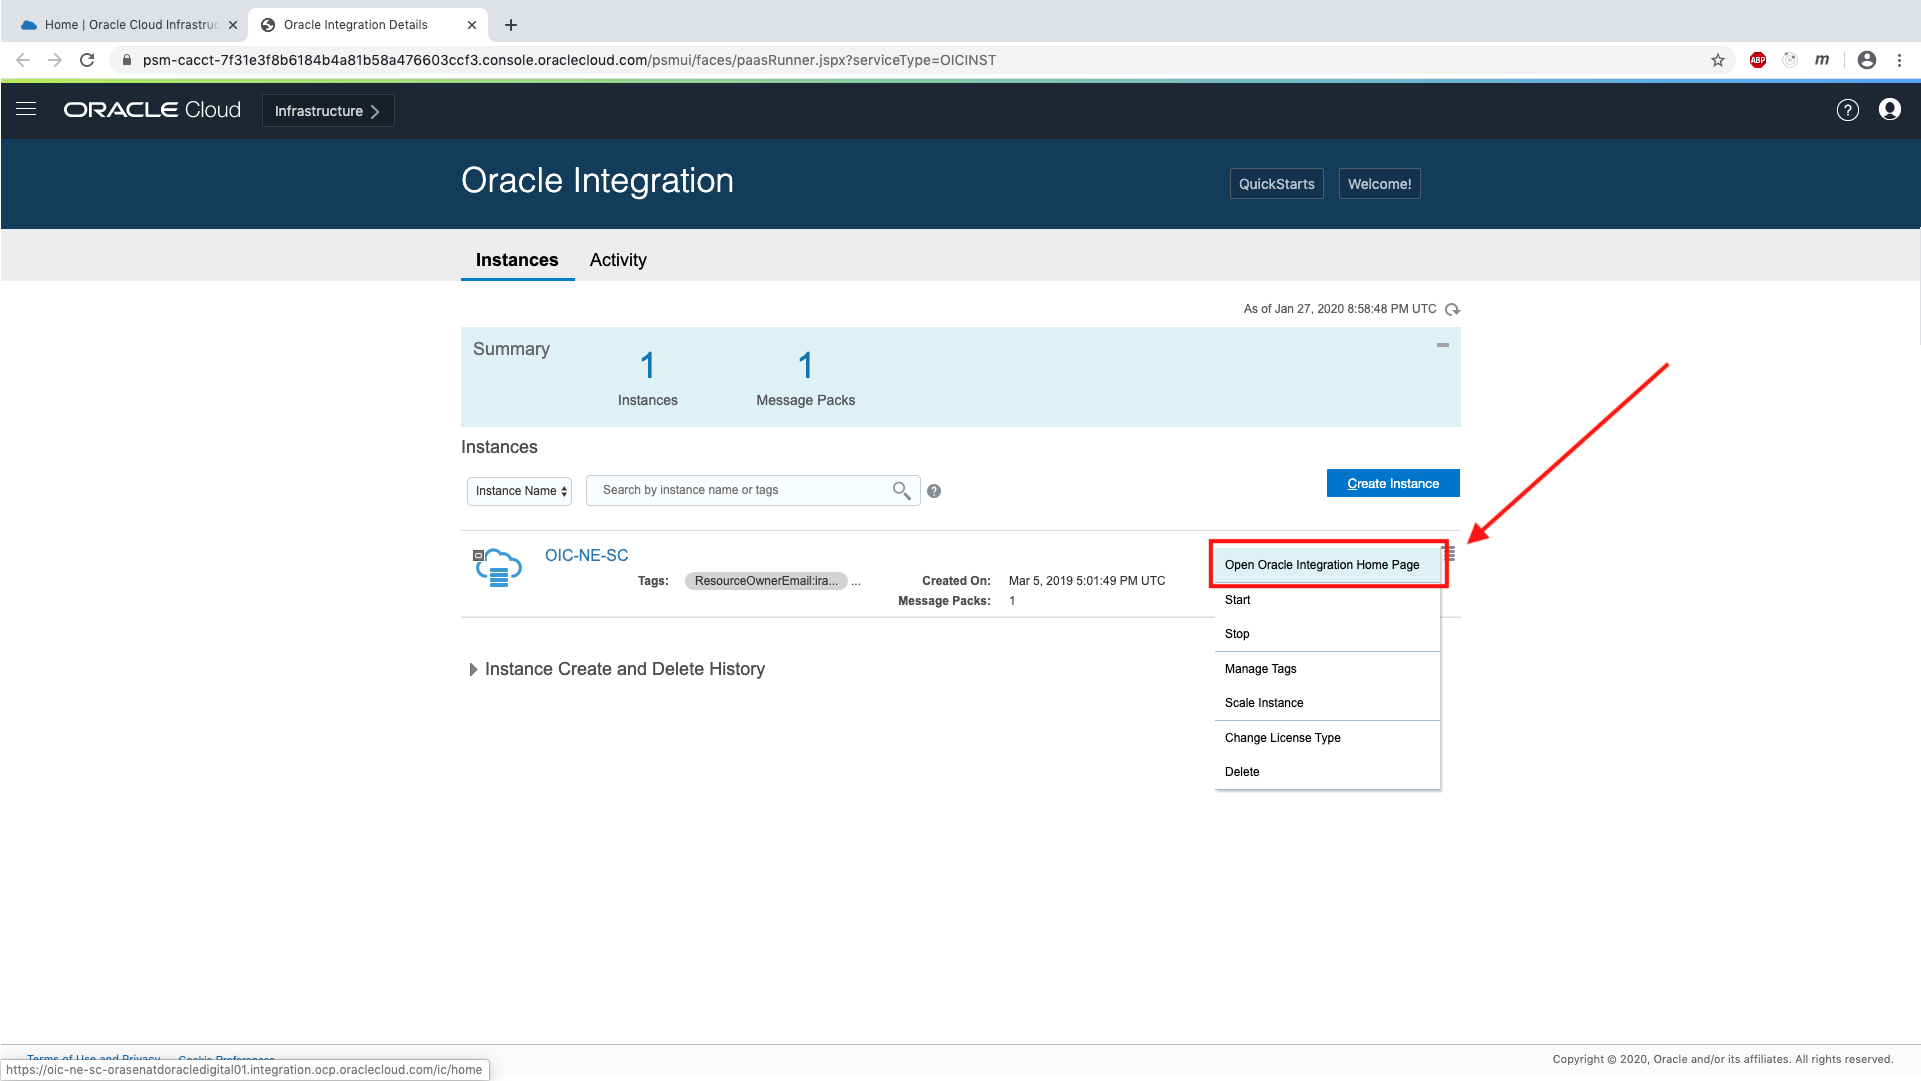 Home | Oracle Cloud Infrastruc
Oracle Integration Details
psm-cacct-7f31e3f8b6184b4a81b58a476603ccf3.console.oraclecloud.com/psmui/faces/paasRunner.jspx?serviceType=OICINST
ABP
m
ORACLE Cloud
Infrastructure
?
Oracle Integration
QuickStarts
Welcome!
Instances
Activity
As of Jan 27, 2020 8:58:48 PM UTC
Summary
1
Instances
1
Message Packs
Instances
Instance Name
Search by instance name or tags
?
Create Instance
OIC-NE-SC
Tags: ResourceOwnerEmail:ira... ...
Created On: Mar 5, 2019 5:01:49 PM UTC
Message Packs: 1
Open Oracle Integration Home Page
Start
Stop
Manage Tags
Scale Instance
Change License Type
Delete
Instance Create and Delete History
Terms of Use and Privacy
Cookie Preferences
Copyright © 2020, Oracle and/or its affiliates. All rights reserved.
https://oic-ne-sc-orasenatdoracledigital01.integration.ocp.oraclecloud.com/ic/home